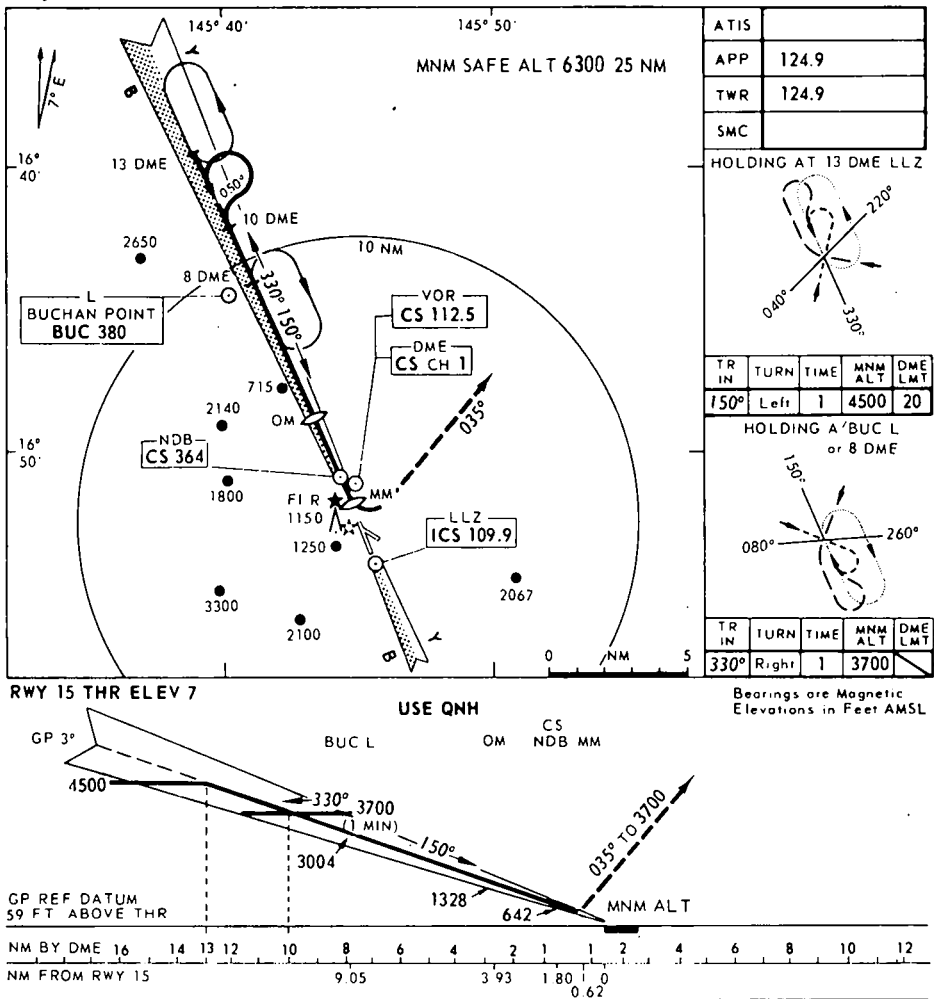 145° 40'
145° 50'
MNM SAFE ALT 6300 25 NM
7° E
Y
B
13 DME
16°
40'
050°
10 DME
2650
10 NM
8 DME
330°
150°
L
BUCHAN POINT
BUC 380
VOR
CS 112.5
DME
CS CH 1
715
2140
OM
035°
NDB
CS 364
16°
50'
1800
FI R
1150
MM
1250
LLZ
ICS 109.9
3300
2100
2067
B
Y
0 NM 5
ATIS
APP 124.9
TWR 124.9
SMC
HOLDING AT 13 DME LLZ
220°
040°
330°
TR IN TURN TIME MNM ALT DME LMT
150° Left 1 4500 20
HOLDING A/BUC L
or 8 DME
150°
080°
260°
TR IN TURN TIME MNM ALT DME LMT
330° Right 1 3700
RWY 15 THR ELEV 7
USE QNH
Bearings are Magnetic
Elevations in Feet AMSL
GP 3°
BUC L
OM
CS
NDB MM
4500
330°
3700
(1 MIN)
150°
035° TO 3700
3004
1328
642
MNM ALT
GP REF DATUM
59 FT ABOVE THR
NM BY DME 16 14 13 12 10 8 6 4 2 1 1 2 4 6 8 10 12
NM FROM RWY 15 9.05 3 93 1 80 0
0.62